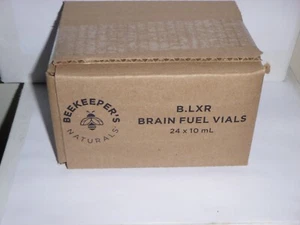 BEEKEEPER'S
NATURALS
B.LXR
BRAIN FUEL VIALS
24 x 10 mL